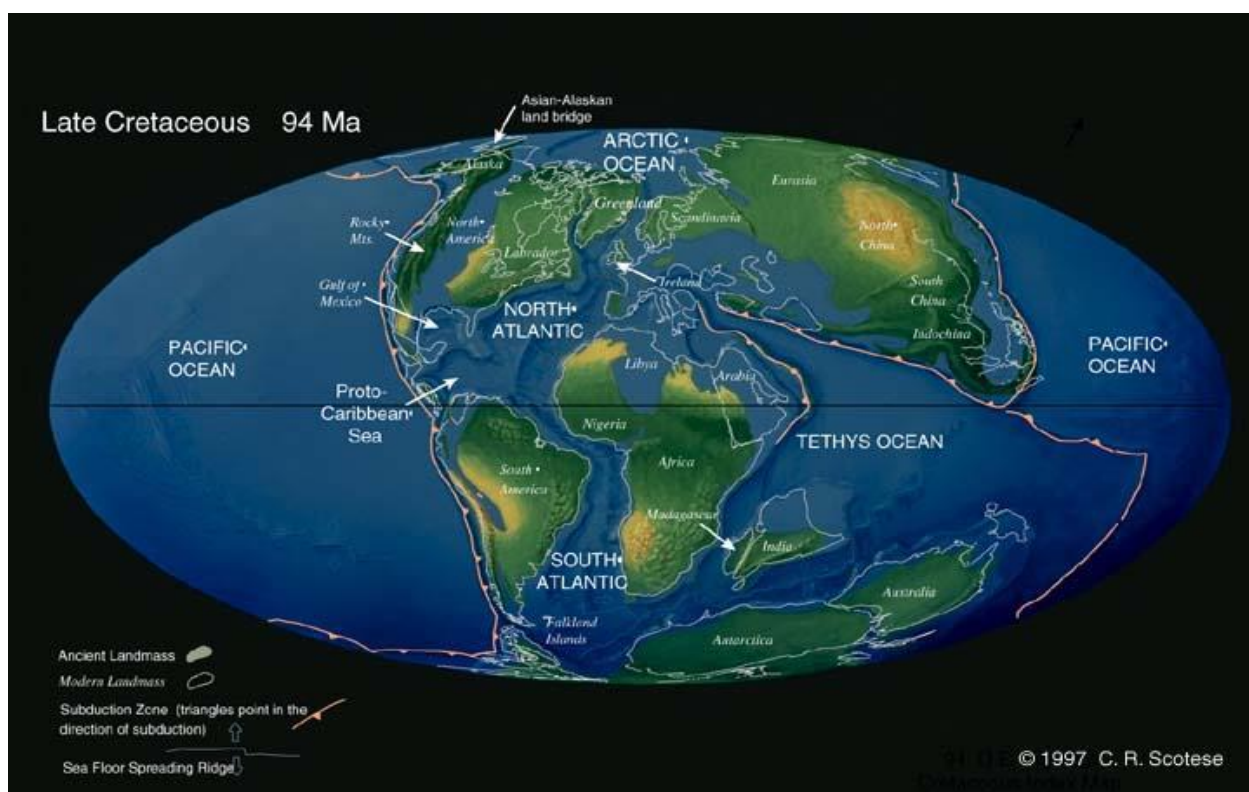 Late Cretaceous 94 Ma
Asian-Alaskan
land bridge
ARCTIC
OCEAN
Alaska
Eurasia
Greenland
Scandinavia
Rocky
Mts.
North
America
North
China
Labrador
Gulf of
Mexico
Ireland
South
China
NORTH
ATLANTIC
Indochina
PACIFIC
OCEAN
PACIFIC
OCEAN
Libya
Arabia
Proto-
Caribbean
Sea
Nigeria
TETHYS OCEAN
Africa
South
America
Madagascar
India
SOUTH
ATLANTIC
Australia
Falkland
Islands
Antarctica
Ancient Landmass
Modern Landmass
Subduction Zone (triangles point in the
direction of subduction)
Sea Floor Spreading Ridge
© 1997 C. R. Scotese
Cretaceous Index Map